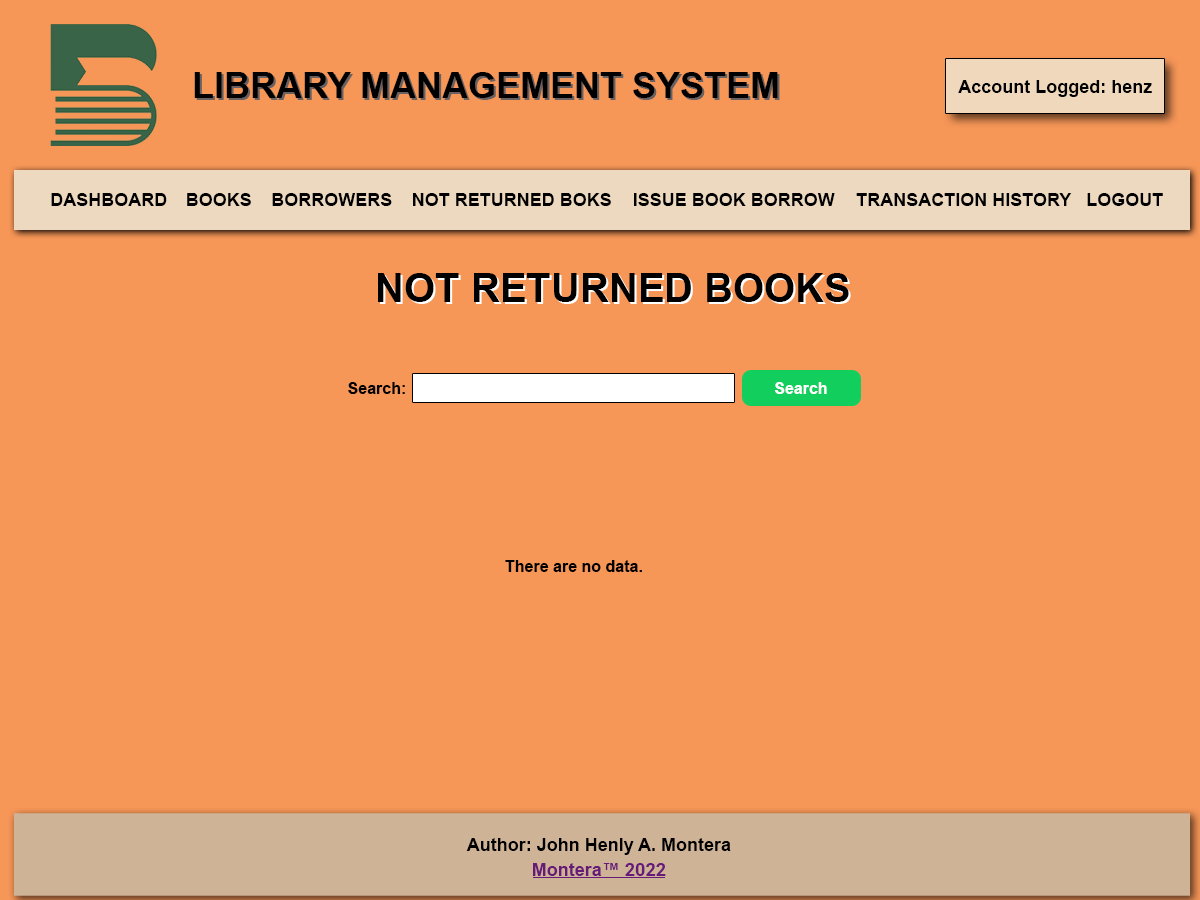 LIBRARY MANAGEMENT SYSTEM
Account Logged: henz
DASHBOARD BOOKS BORROWERS NOT RETURNED BOKS ISSUE BOOK BORROW TRANSACTION HISTORY LOGOUT
NOT RETURNED BOOKS
Search: Search
There are no data.
Author: John Henly A. Montera
Montera™ 2022